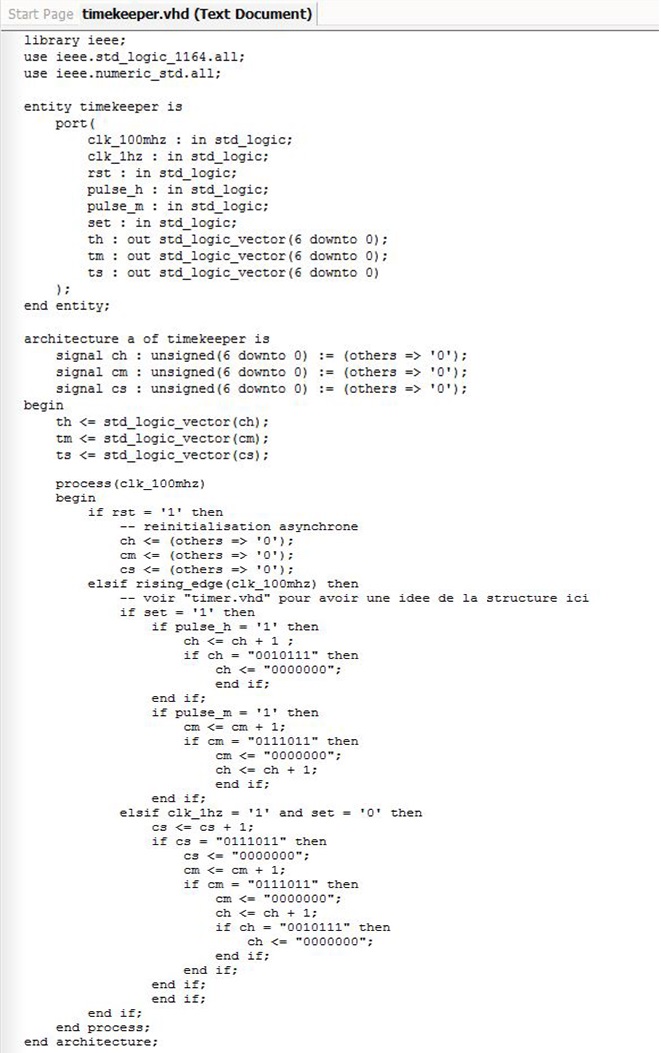 Start Page timekeeper.vhd (Text Document)
library ieee;
use ieee.std_logic_1164.all;
use ieee.numeric_std.all;
entity timekeeper is
port(
clk_100mhz : in std_logic;
clk_1hz : in std_logic;
rst : in std_logic;
pulse_h : in std_logic;
pulse_m : in std_logic;
set : in std_logic;
th : out std_logic_vector(6 downto 0);
tm : out std_logic_vector(6 downto 0);
ts : out std_logic_vector(6 downto 0)
);
end entity;
architecture a of timekeeper is
signal ch : unsigned(6 downto 0) := (others => '0');
signal cm : unsigned(6 downto 0) := (others => '0');
signal cs : unsigned(6 downto 0) := (others => '0');
begin
th <= std_logic_vector(ch);
tm <= std_logic_vector(cm);
ts <= std_logic_vector(cs);
process(clk_100mhz)
begin
if rst = '1' then
-- reinitialisation asynchrone
ch <= (others => '0');
cm <= (others => '0');
cs <= (others => '0');
elsif rising_edge(clk_100mhz) then
-- voir "timer.vhd" pour avoir une idee de la structure ici
if set = '1' then
if pulse_h = '1' then
ch <= ch + 1 ;
if ch = "0010111" then
ch <= "0000000";
end if;
end if;
if pulse_m = '1' then
cm <= cm + 1;
if cm = "0111011" then
cm <= "0000000";
ch <= ch + 1;
end if;
end if;
elsif clk_1hz = '1' and set = '0' then
cs <= cs + 1;
if cs = "0111011" then
cs <= "0000000";
cm <= cm + 1;
if cm = "0111011" then
cm <= "0000000";
ch <= ch + 1;
if ch = "0010111" then
ch <= "0000000";
end if;
end if;
end if;
end if;
end if;
end process;
end architecture;